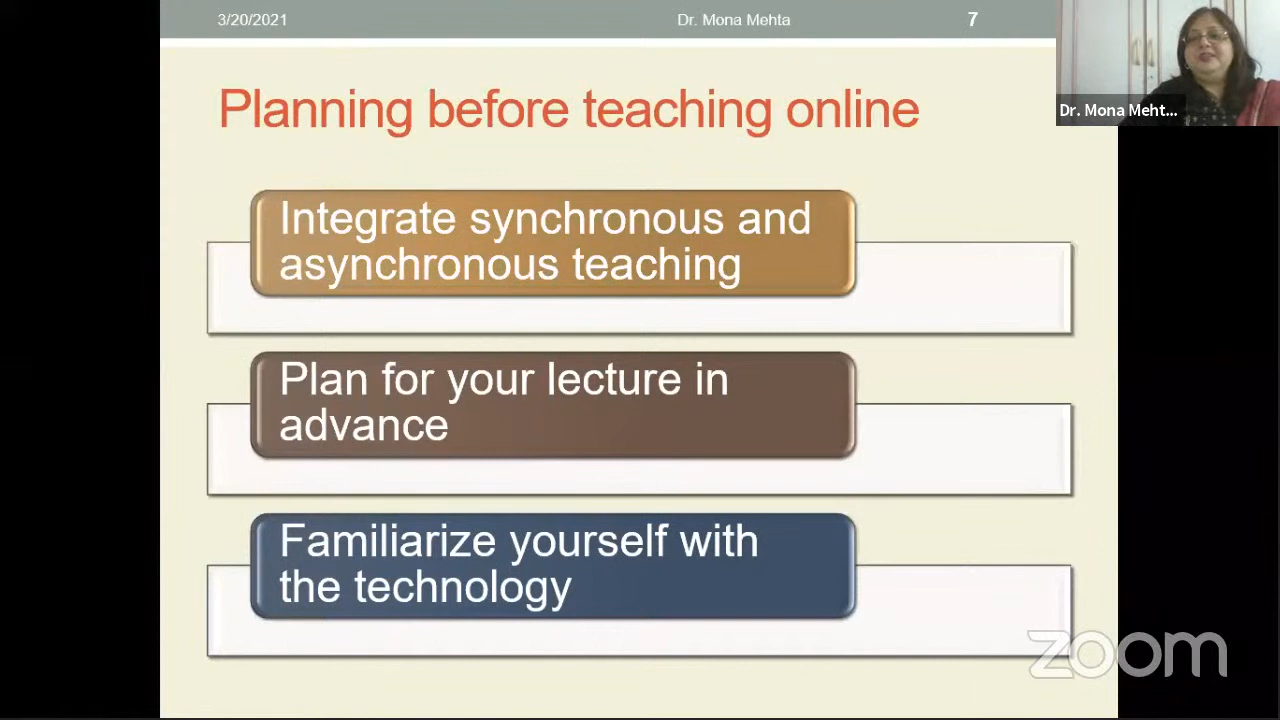 3/20/2021
Dr. Mona Mehta
7
Planning before teaching online
Dr. Mona Meht...
Integrate synchronous and
asynchronous teaching
Plan for your lecture in
advance
Familiarize yourself with
the technology
zoom